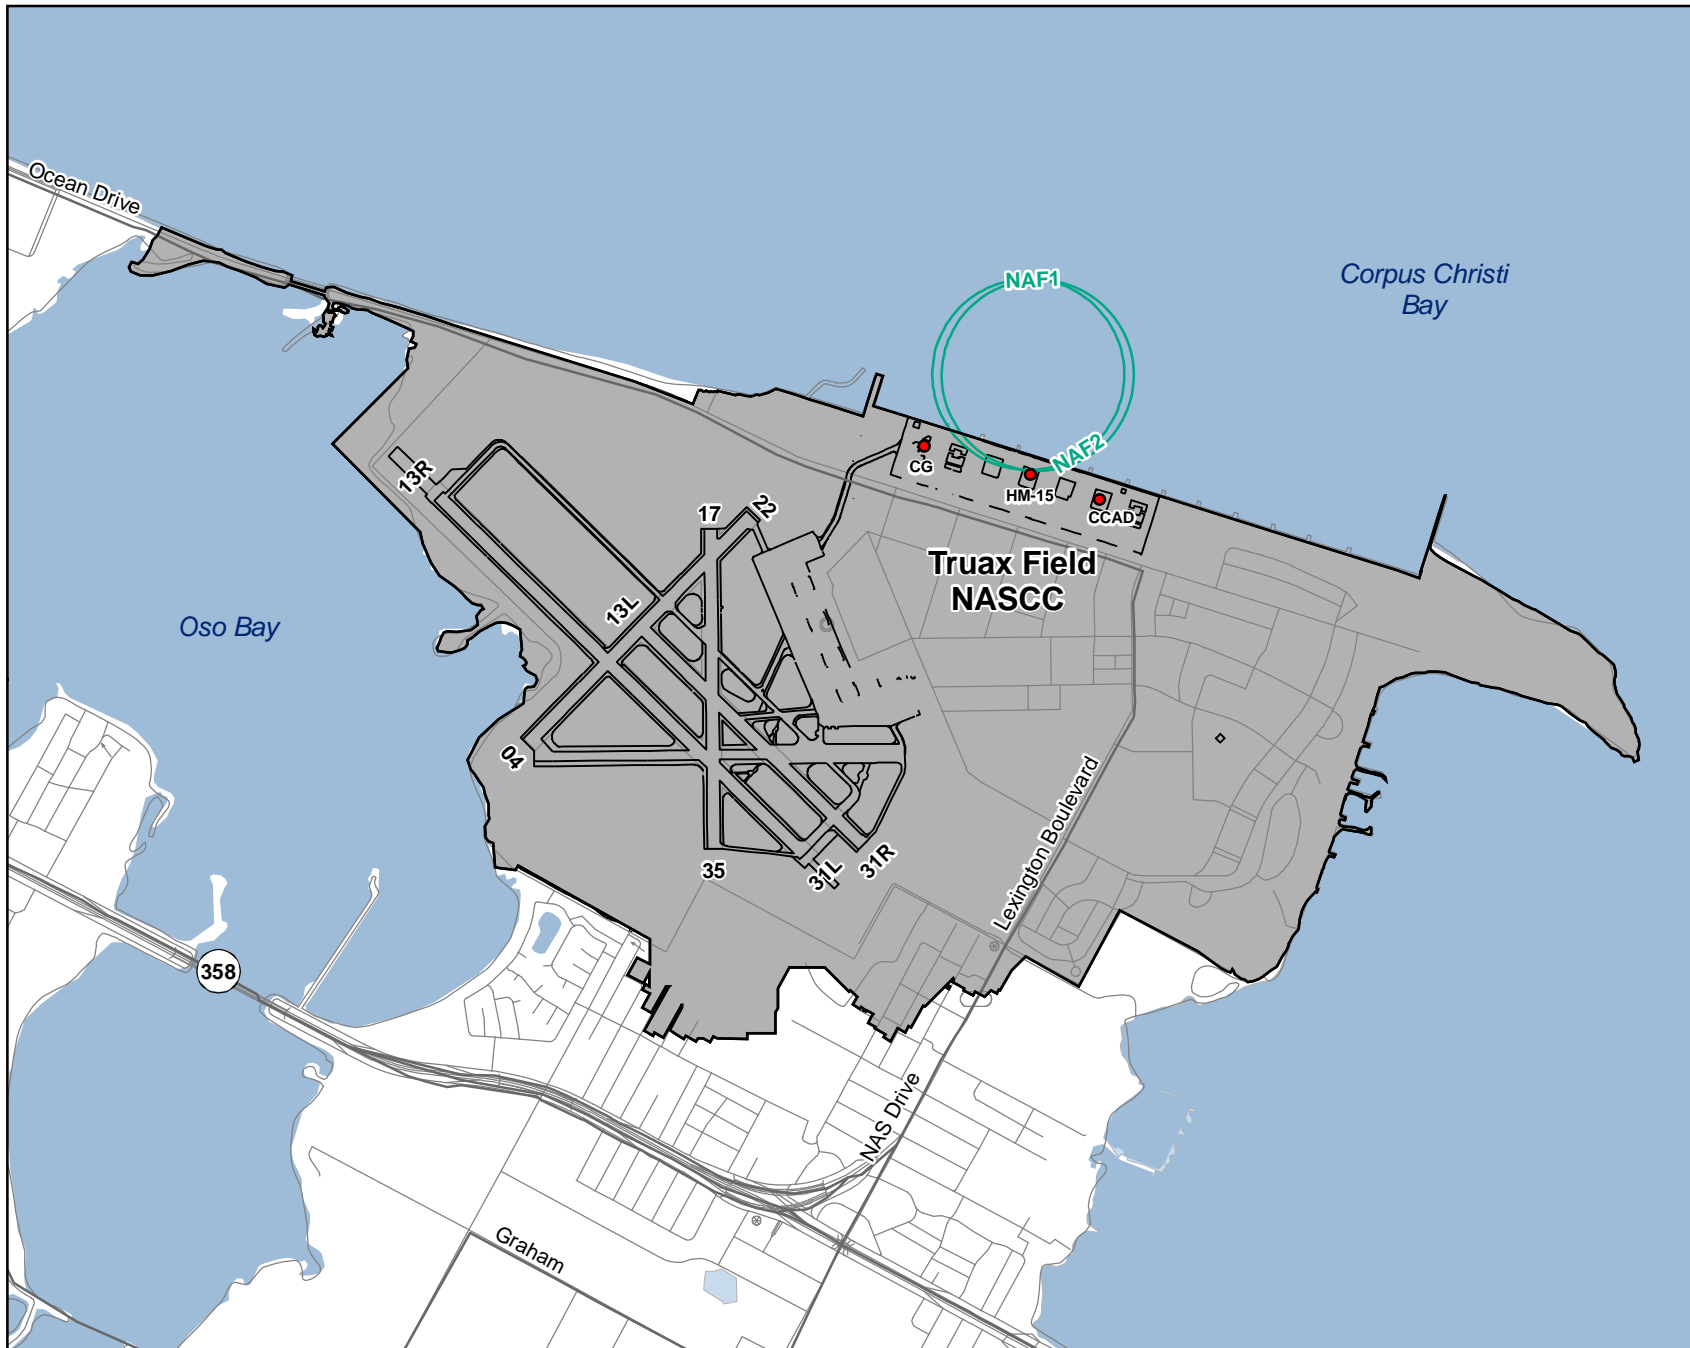 Ocean Drive
NAF1
Corpus Christi
Bay
NAF2
CG
HM-15
CCAD
13R
17
22
Truax Field
NASCC
13L
Oso Bay
04
Lexington Boulevard
35
31L
31R
358
NAS Drive
Graham